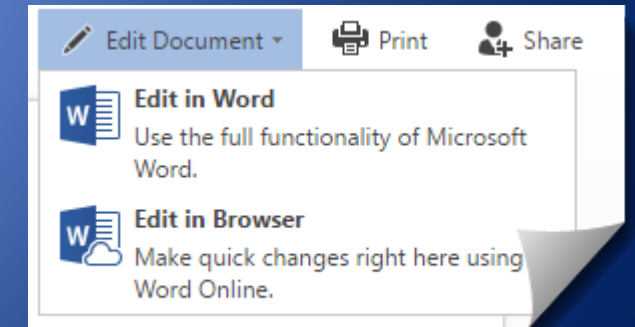 Edit Document Print Share
Edit in Word
Use the full functionality of Microsoft
Word.
Edit in Browser
Make quick changes right here using
Word Online.